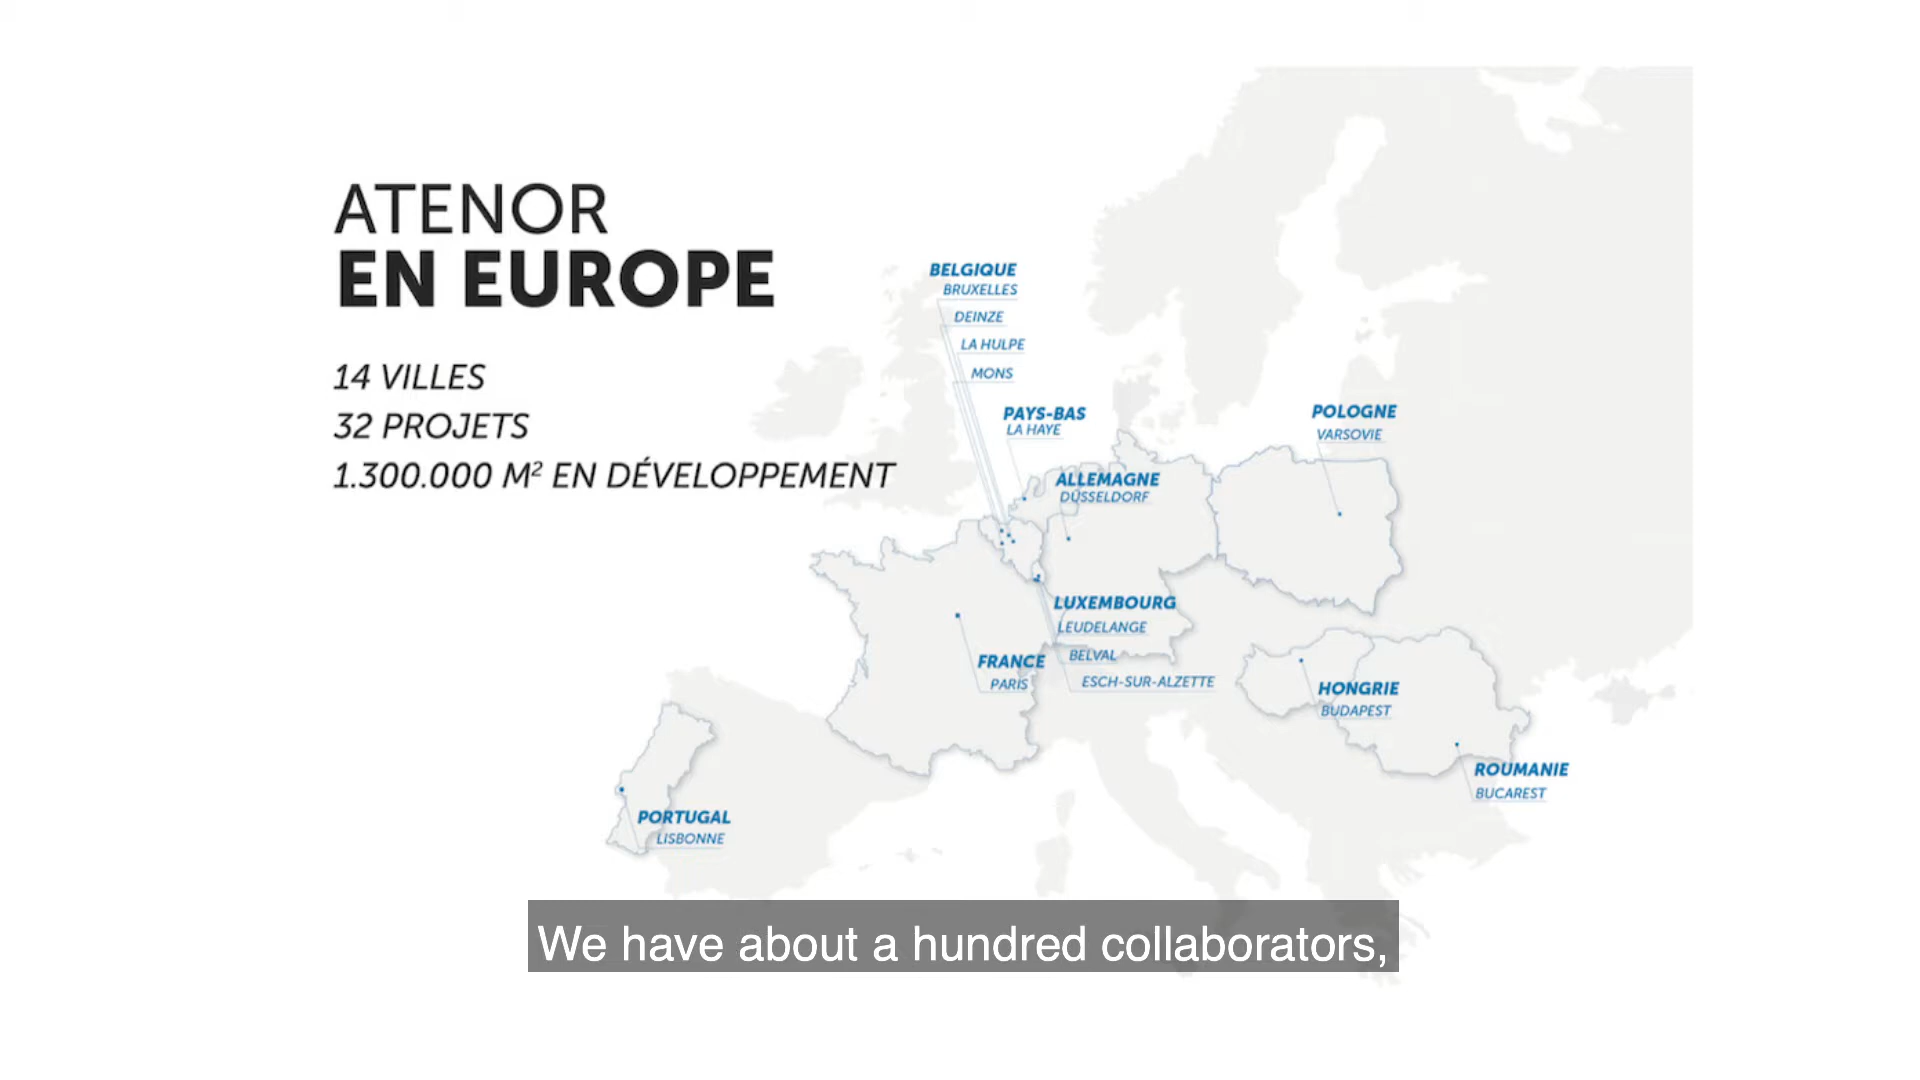 ATENOR
EN EUROPE
14 VILLES
32 PROJETS
1.300.000 M² EN DÉVELOPPEMENT
BELGIQUE
BRUXELLES
DEINZE
LA HULPE
MONS
PAYS-BAS
LA HAYE
ALLEMAGNE
DÜSSELDORF
POLOGNE
VARSOVIE
LUXEMBOURG
LEUDELANGE
BELVAL
ESCH-SUR-ALZETTE
FRANCE
PARIS
HONGRIE
BUDAPEST
ROUMANIE
BUCAREST
PORTUGAL
LISBONNE
We have about a hundred collaborators,